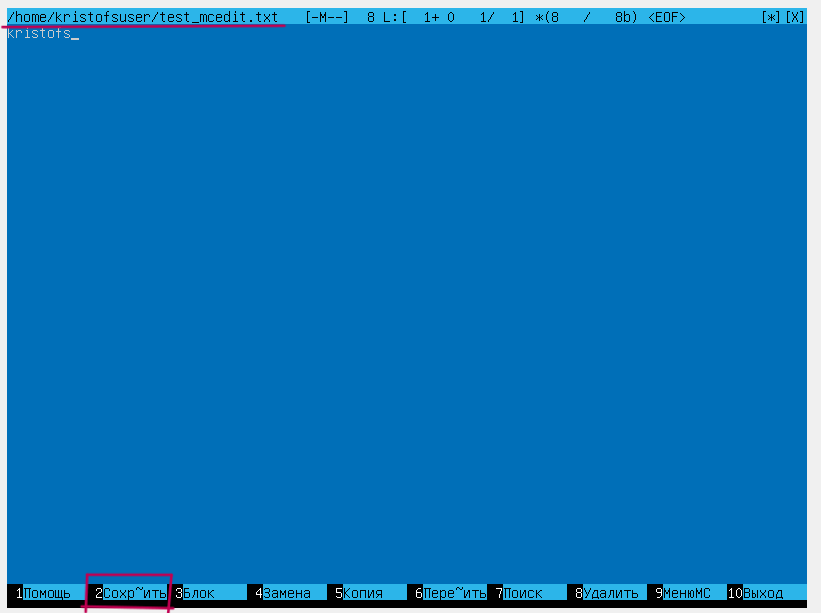 /home/kristofsuser/test_mcedit.txt [-M--] 8 L:[ 1+ 0 1/ 1] *(8 / 8b) <EOF> [*][X]
kristofs_
1Помощь 2Сохр~ить 3Блок 4Замена 5Копия 6Пере~ить 7Поиск 8Удалить 9МенюMC 10Выход